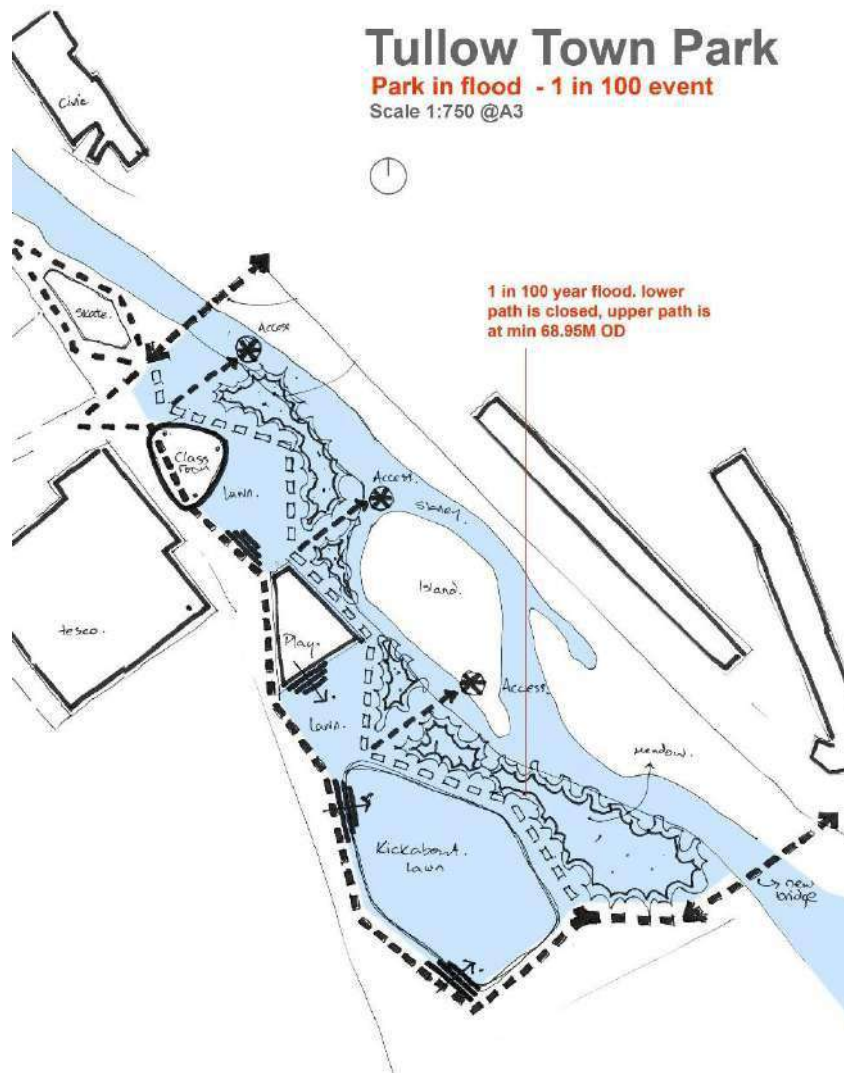 Tullow Town Park
Park in flood - 1 in 100 event
Scale 1:750 @A3
Civic
1 in 100 year flood. lower
path is closed, upper path is
at min 68.95M OD
Skate.
Access
Class
room
lawn.
Access.
Slaney.
Island.
tesco.
Play.
lawn.
Access.
meadow.
Kickabout.
lawn
new
bridge